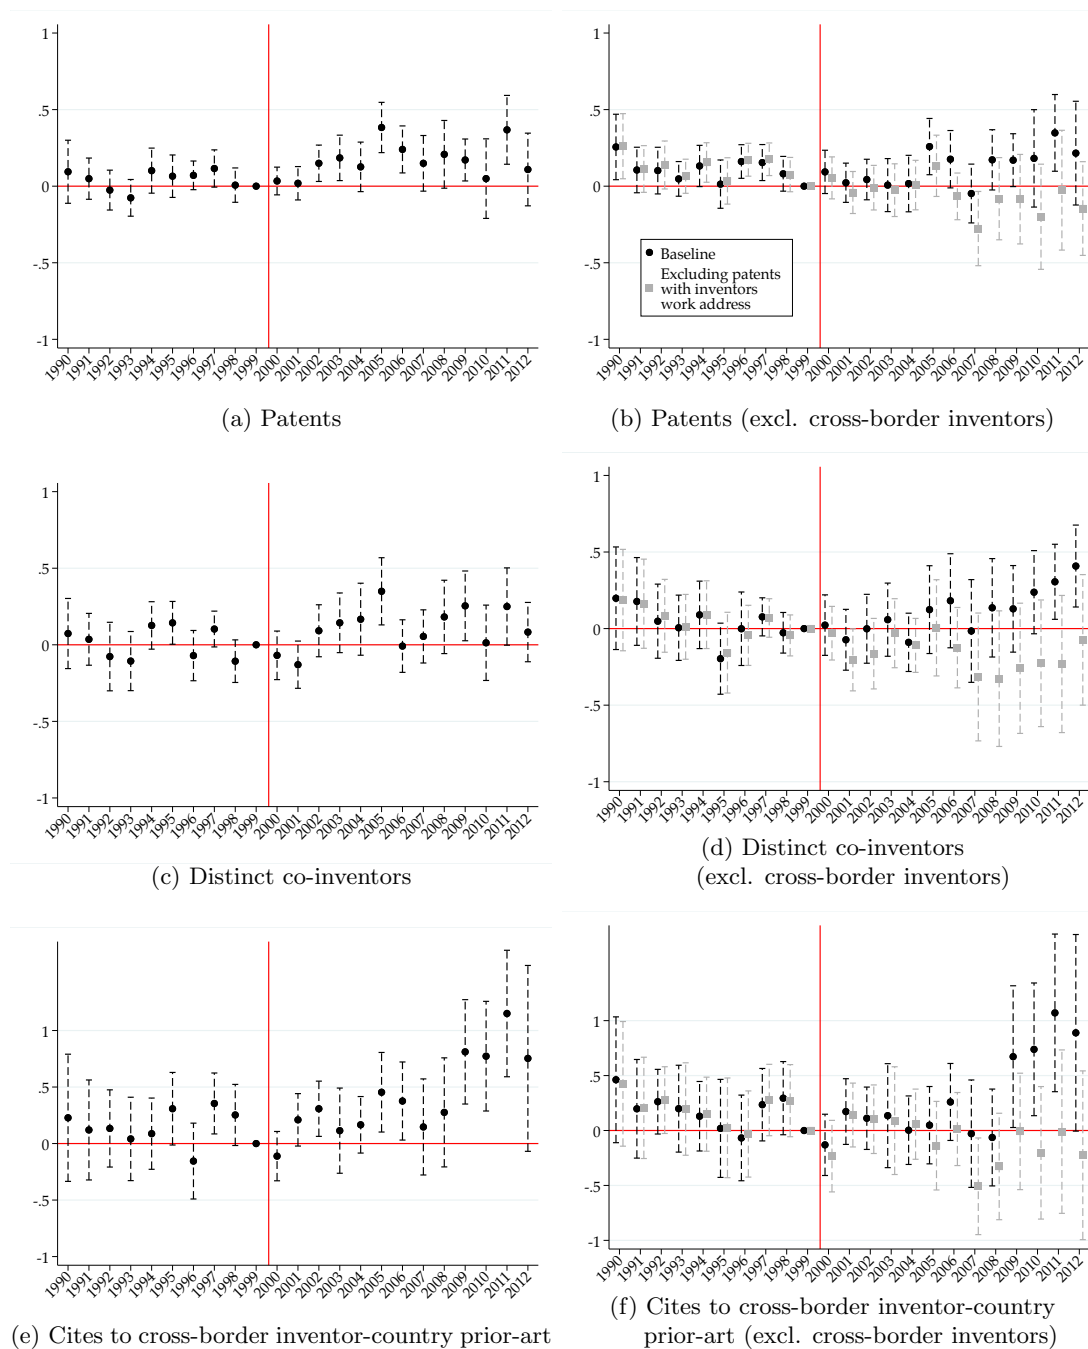 1
.5
0
-.5
-1
1990 1991 1992 1993 1994 1995 1996 1997 1998 1999 2000 2001 2002 2003 2004 2005 2006 2007 2008 2009 2010 2011 2012
(a) Patents
1
.5
0
-.5
-1
Baseline
Excluding patents
with inventors
work address
1990 1991 1992 1993 1994 1995 1996 1997 1998 1999 2000 2001 2002 2003 2004 2005 2006 2007 2008 2009 2010 2011 2012
(b) Patents (excl. cross-border inventors)
1
.5
0
-.5
-1
1990 1991 1992 1993 1994 1995 1996 1997 1998 1999 2000 2001 2002 2003 2004 2005 2006 2007 2008 2009 2010 2011 2012
(c) Distinct co-inventors
1
.5
0
-.5
-1
1990 1991 1992 1993 1994 1995 1996 1997 1998 1999 2000 2001 2002 2003 2004 2005 2006 2007 2008 2009 2010 2011 2012
(d) Distinct co-inventors
(excl. cross-border inventors)
1
.5
0
-.5
-1
1990 1991 1992 1993 1994 1995 1996 1997 1998 1999 2000 2001 2002 2003 2004 2005 2006 2007 2008 2009 2010 2011 2012
(e) Cites to cross-border inventor-country prior-art
1
.5
0
-.5
-1
1990 1991 1992 1993 1994 1995 1996 1997 1998 1999 2000 2001 2002 2003 2004 2005 2006 2007 2008 2009 2010 2011 2012
(f) Cites to cross-border inventor-country
prior-art (excl. cross-border inventors)